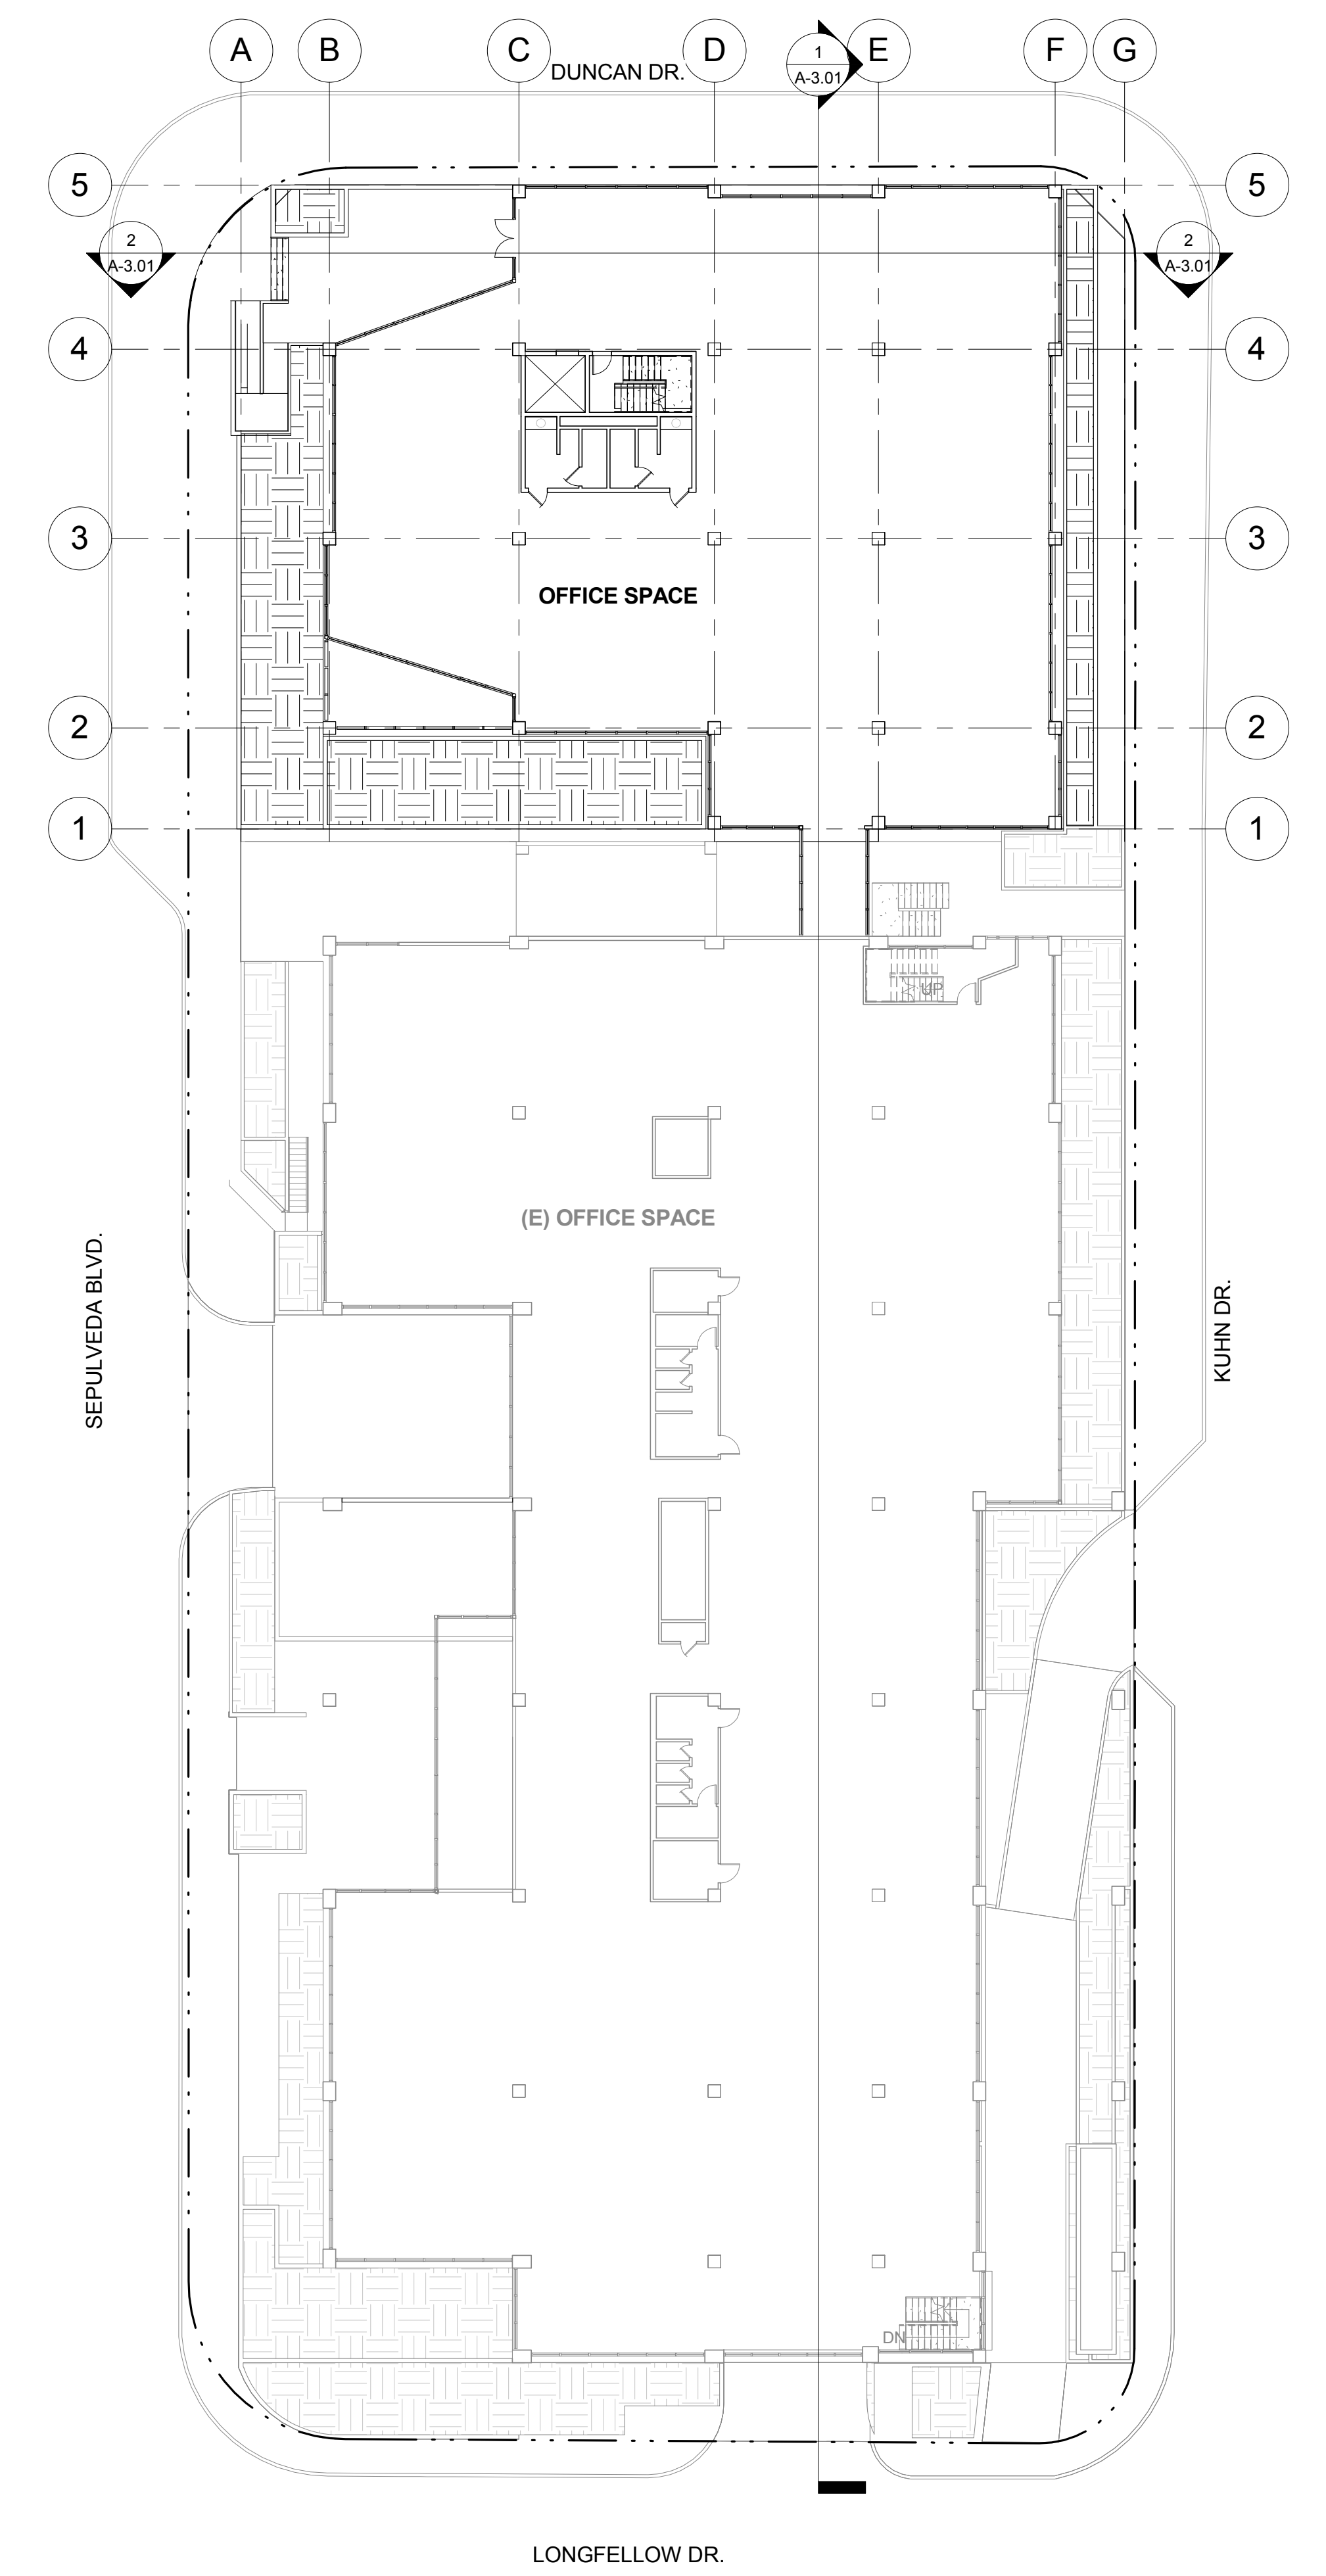 A B C D E F G
DUNCAN DR.
1
A-3.01
5 5
2 2
A-3.01 A-3.01
4 4
3 3
OFFICE SPACE
2 2
1 1
UP
(E) OFFICE SPACE
SEPULVEDA BLVD.
KUHN DR.
DN
LONGFELLOW DR.